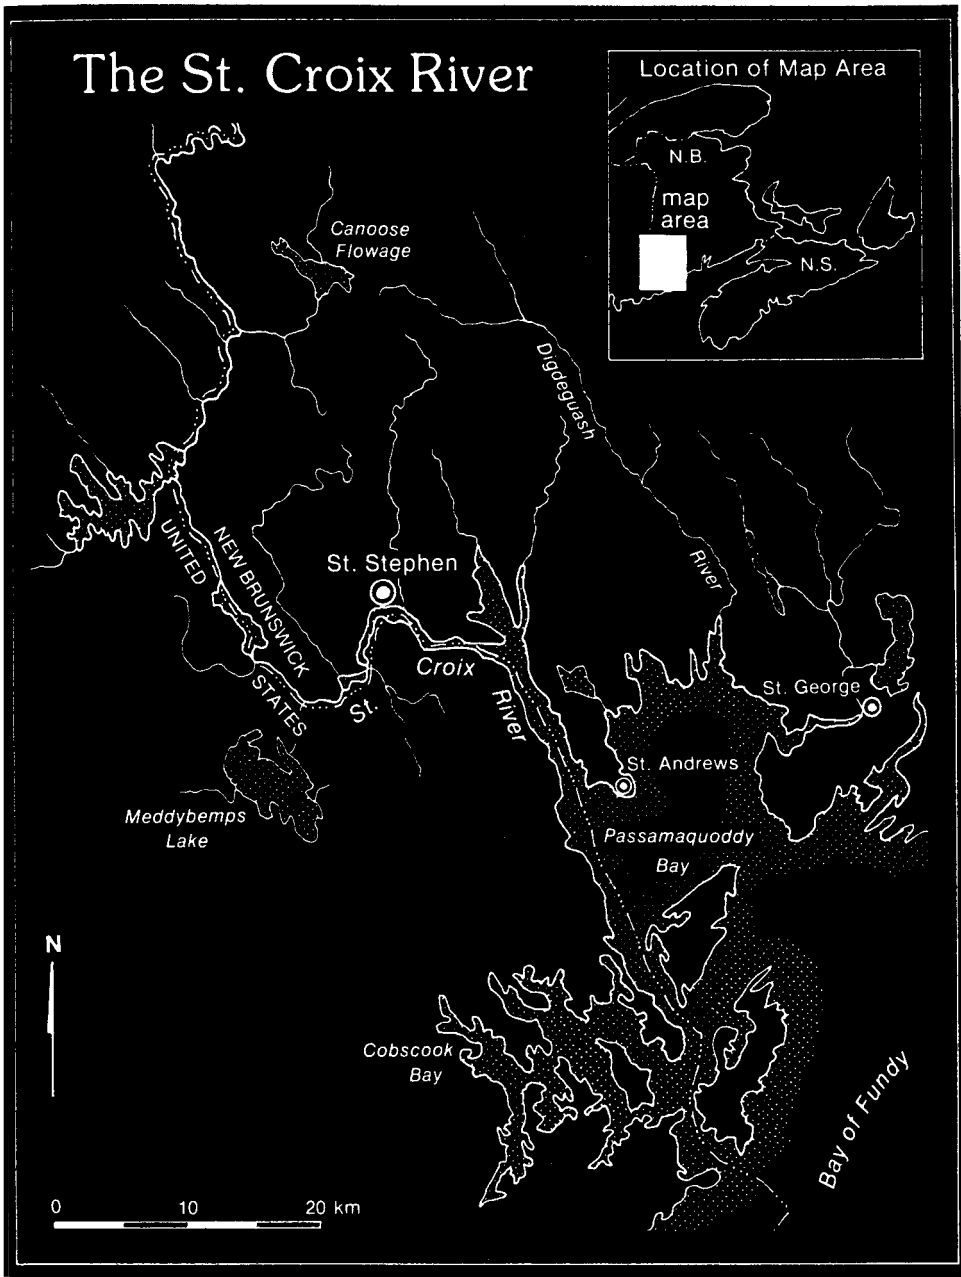 The St. Croix River
Location of Map Area
N.B.
map
area
N.S.
Canoose
Flowage
Digdeguash
River
UNITED
STATES
NEW BRUNSWICK
St. Stephen
St.
Croix
River
St. George
St. Andrews
Meddybemps
Lake
Passamaquoddy
Bay
N
Cobscook
Bay
Bay of Fundy
0 10 20 km